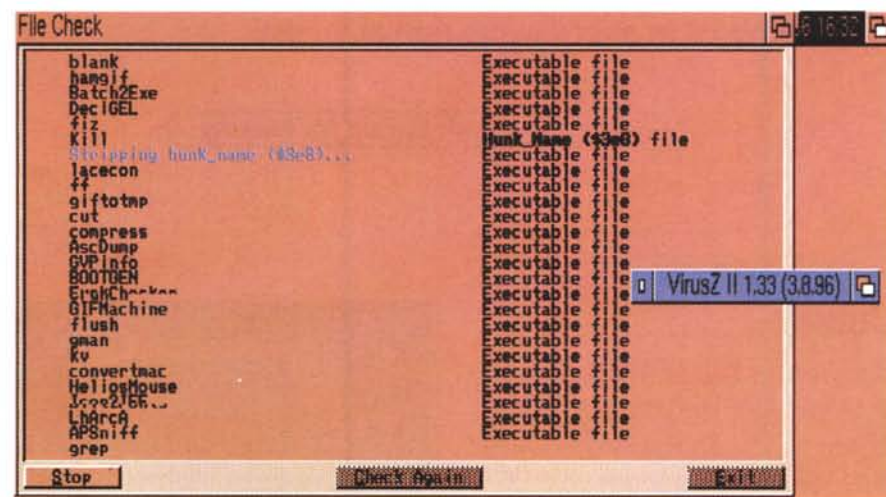 File Check
16:32
blank Executable file
hamgif Executable file
Batch2Exe Executable file
DeciGEL Executable file
fiz Executable file
Kill Hunk_Name ($3e8) file
Stripping hunk_name ($3e8)... Executable file
lacecon Executable file
ff Executable file
giftotmp Executable file
cut Executable file
compress Executable file
AscDump Executable file
GVPinfo Executable file
BOOTGEN Executable file
Executable file
VirusZ II 1.33 (3.8.96)
GIFMachine Executable file
flush Executable file
gman Executable file
kv Executable file
convertmac Executable file
HeliosMouse Executable file
Executable file
LhArcA Executable file
APSniff Executable file
grep
Stop Check Again Exit